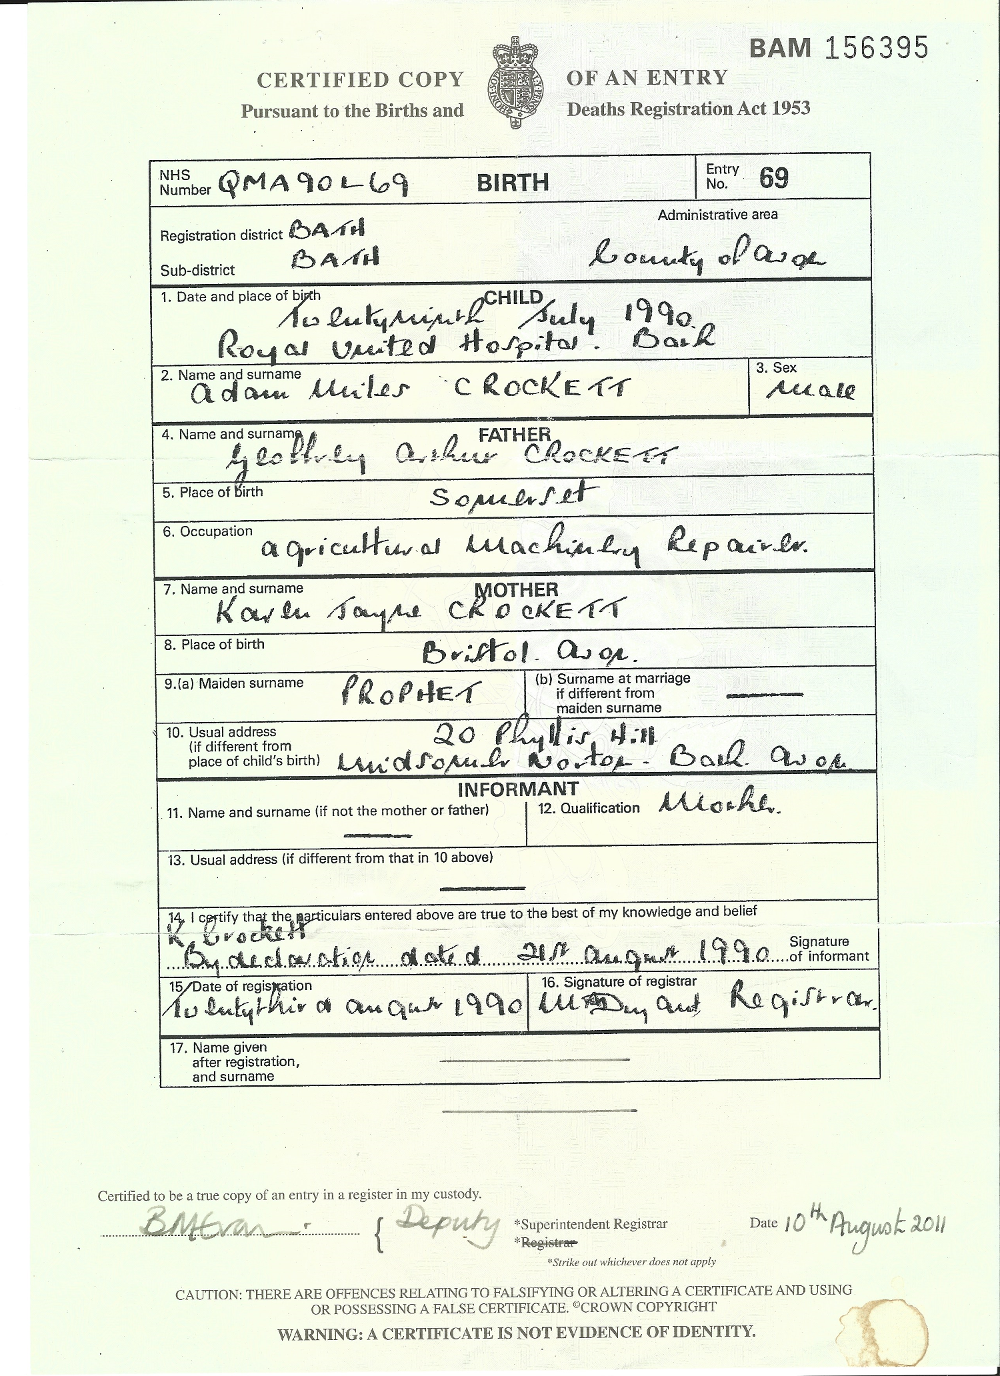 BAM 156395
CERTIFIED COPY OF AN ENTRY
Pursuant to the Births and Deaths Registration Act 1953
NHS Number QMA90L69 BIRTH Entry No. 69
Registration district BATH Administrative area
Sub-district BATH County of Avon
1. Date and place of birth CHILD
Twentyninth July 1990
Royal United Hospital. Bath
2. Name and surname 3. Sex
Adam Miles CROCKETT Male
4. Name and surname FATHER
Geoffrey Arthur CROCKETT
5. Place of birth Somerset
6. Occupation Agricultural Machinery Repairer.
7. Name and surname MOTHER
Karen Jayne CROCKETT
8. Place of birth Bristol. Avon.
9.(a) Maiden surname PROPHET (b) Surname at marriage
if different from
maiden surname
10. Usual address 20 Phyllis Hill
(if different from
place of child's birth) Midsomer Norton - Bath. Avon
INFORMANT
11. Name and surname (if not the mother or father) 12. Qualification Mother.
13. Usual address (if different from that in 10 above)
14. I certify that the particulars entered above are true to the best of my knowledge and belief
K. Crockett
By declaration dated 21st August 1990 Signature
of informant
15. Date of registration 16. Signature of registrar
Twentythird August 1990 Registrar.
17. Name given
after registration,
and surname
Certified to be a true copy of an entry in a register in my custody.
{ Deputy *Superintendent Registrar Date 10th August 2011
*Registrar
*Strike out whichever does not apply
CAUTION: THERE ARE OFFENCES RELATING TO FALSIFYING OR ALTERING A CERTIFICATE AND USING
OR POSSESSING A FALSE CERTIFICATE. ©CROWN COPYRIGHT
WARNING: A CERTIFICATE IS NOT EVIDENCE OF IDENTITY.